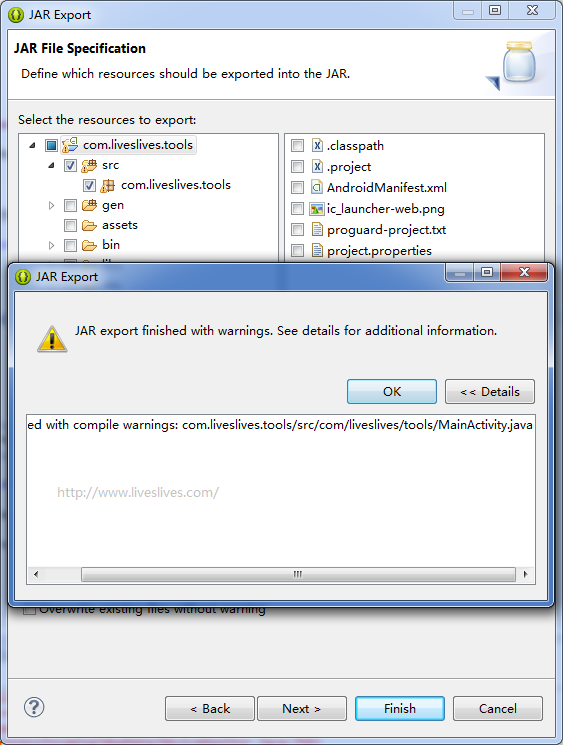 JAR Export
JAR File Specification
Define which resources should be exported into the JAR.
Select the resources to export:
com.liveslives.tools
src
com.liveslives.tools
gen
assets
bin
.classpath
.project
AndroidManifest.xml
ic_launcher-web.png
proguard-project.txt
project.properties
JAR Export
JAR export finished with warnings. See details for additional information.
OK
<< Details
ed with compile warnings: com.liveslives.tools/src/com/liveslives/tools/MainActivity.java
http://www.liveslives.com/
Overwrite existing files without warning
< Back
Next >
Finish
Cancel